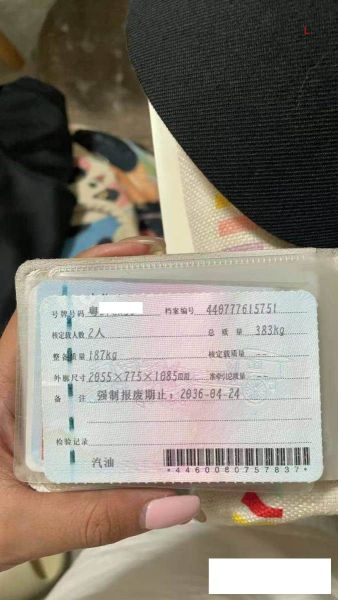 L
号牌号码 粤 档案编号 440777615751
核定载人数 2人 总质量 383kg
整备质量 187kg 核定载质量 --
外廓尺寸 2055×775×1085mm 准牵引总质量 --
备注 强制报废期止:2036-04-24
检验记录
汽油
*4460080757837*